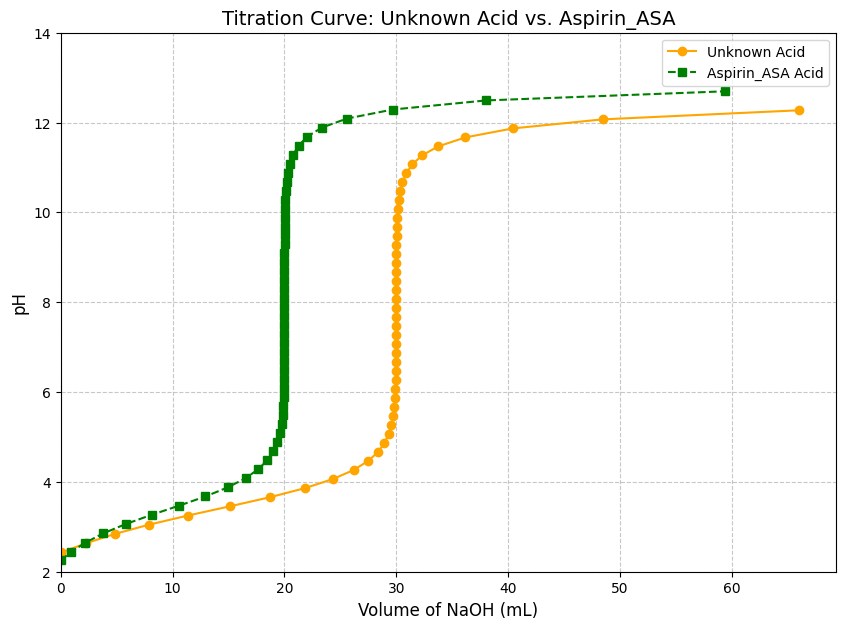 Titration Curve: Unknown Acid vs. Aspirin_ASA
Unknown Acid
Aspirin_ASA Acid
pH
14
12
10
8
6
4
2
0 10 20 30 40 50 60
Volume of NaOH (mL)